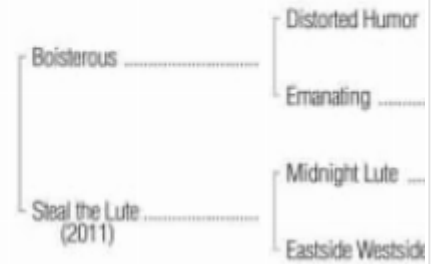 Distorted Humor
Boisterous
Emanating
Midnight Lute
Steal the Lute
(2011)
Eastside Westside